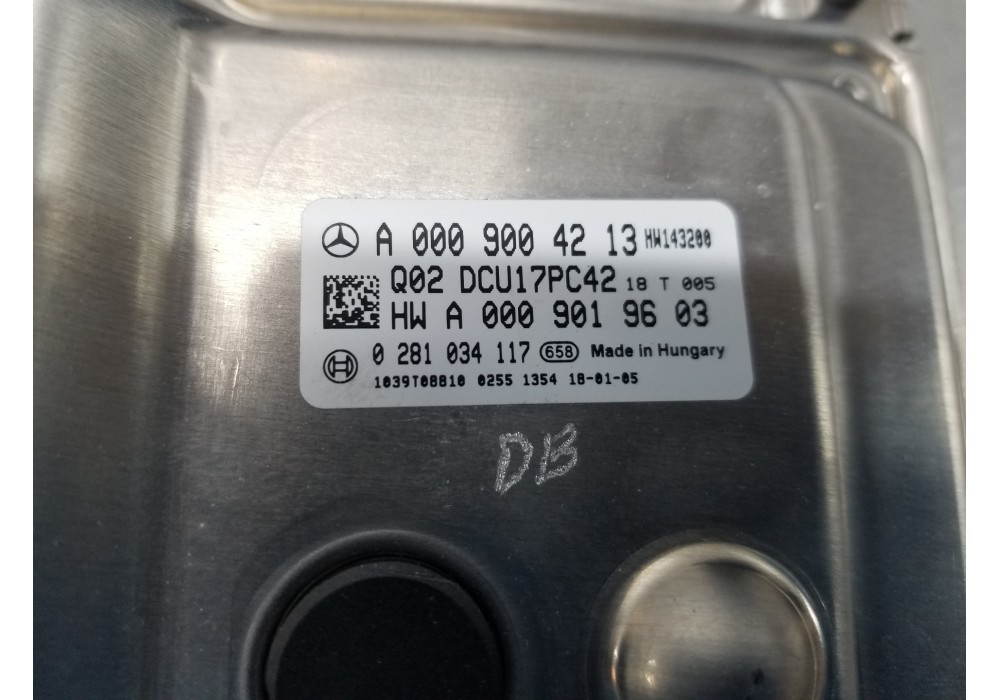 A 000 900 42 13 HW143200
Q02 DCU17PC42 18 T 005
HW A 000 901 96 03
0 281 034 117 658 Made in Hungary
1039T08810 0255 1354 18-01-05
DB